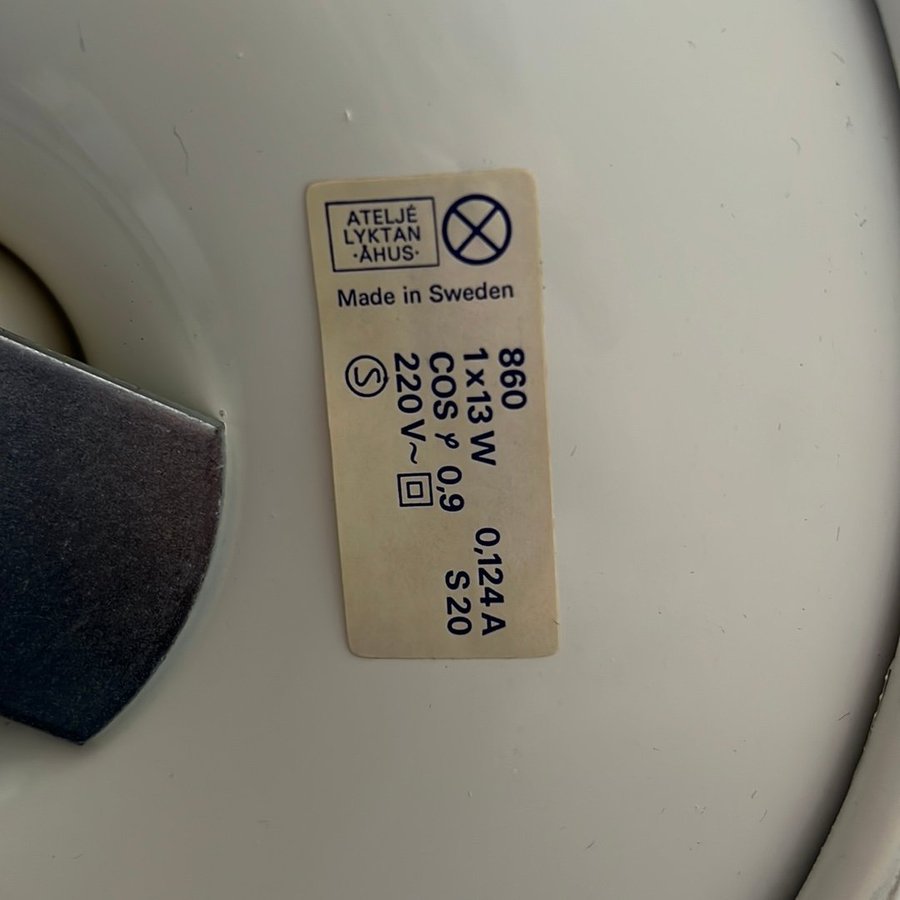 ATELJÉ
LYKTAN
·ÅHUS·
Made in Sweden
860
1x13 W 0,124 A
COS φ 0,9 S 20
220 V~
S